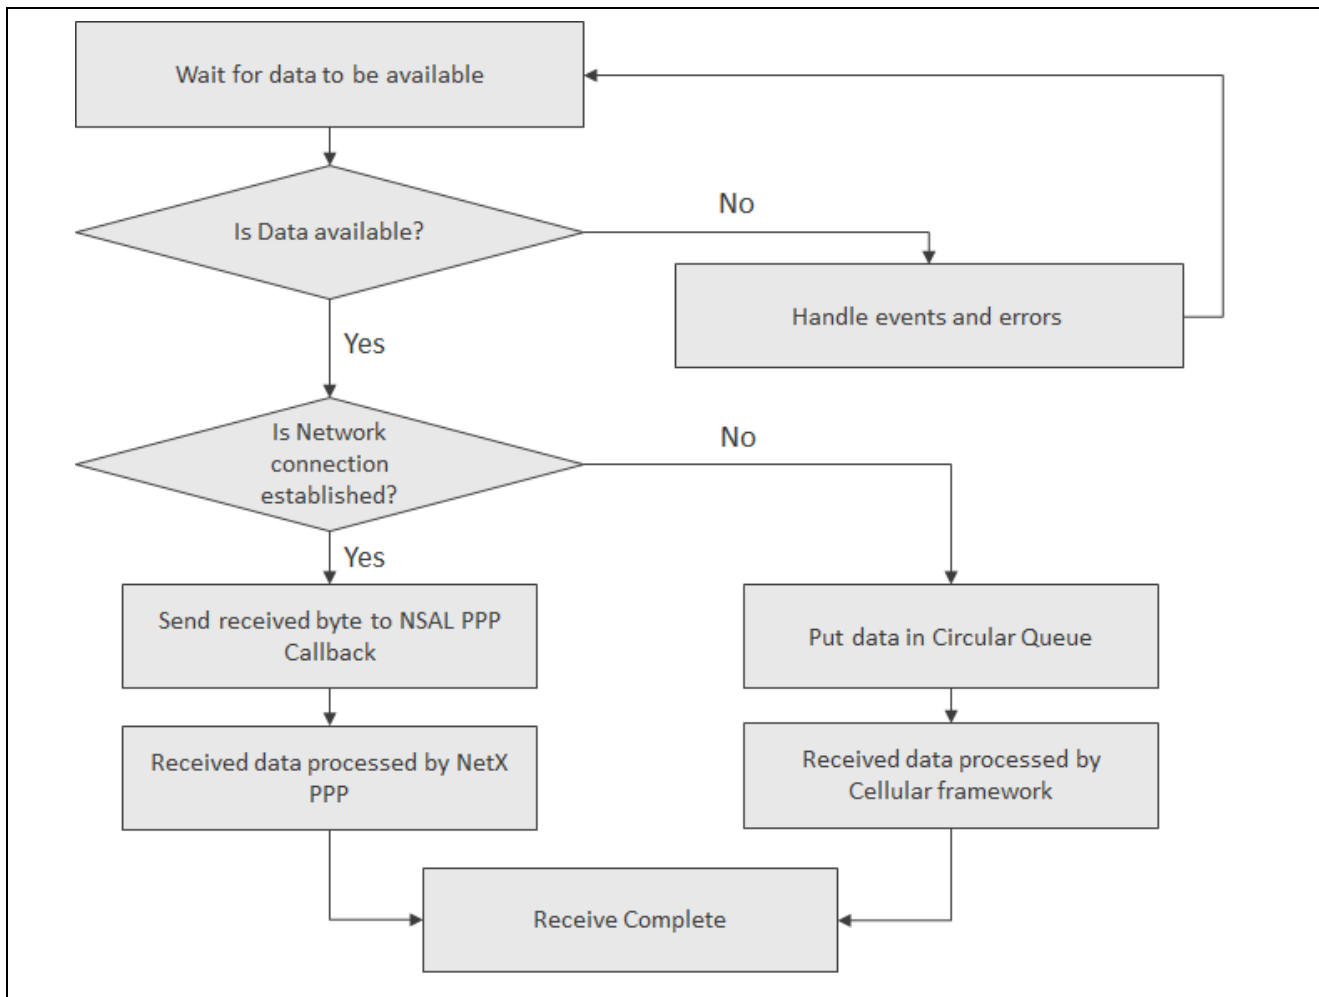 Wait for data to be available
Is Data available?
No
Handle events and errors
Yes
Is Network
connection
established?
No
Yes
Send received byte to NSAL PPP
Callback
Put data in Circular Queue
Received data processed by NetX
PPP
Received data processed by
Cellular framework
Receive Complete